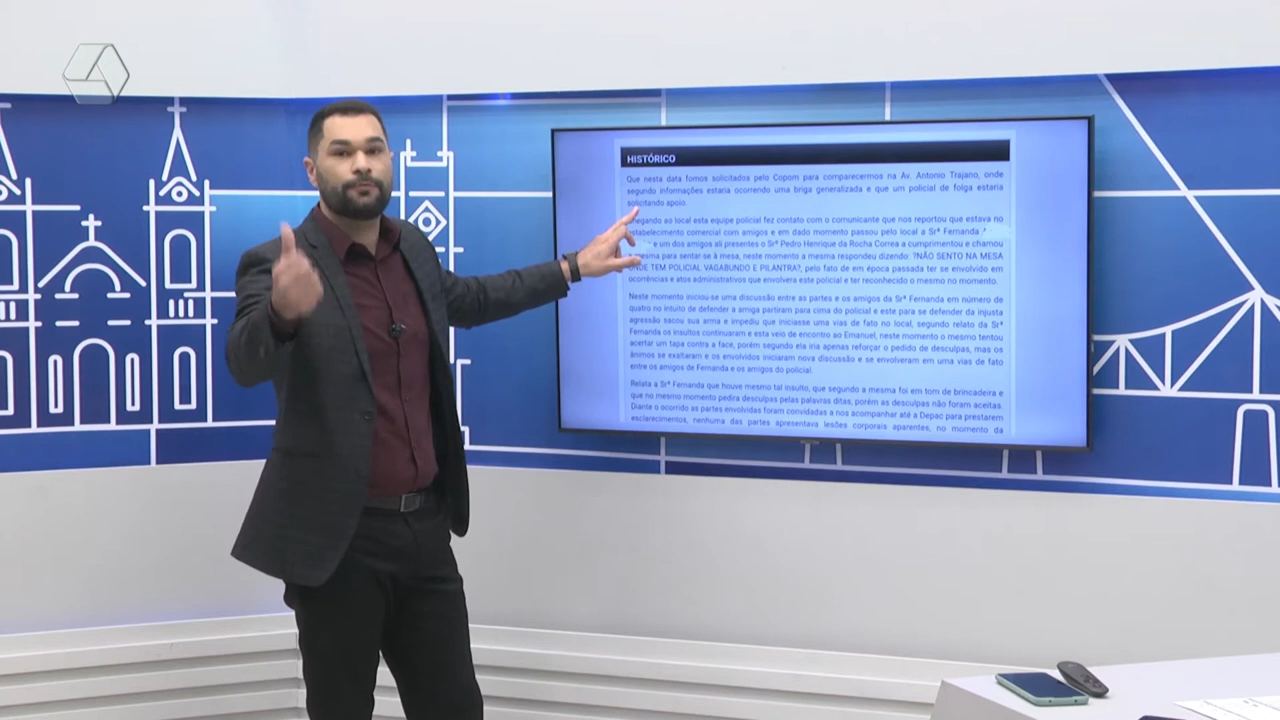 HISTÓRICO
Que nesta data fomos solicitados pelo Copom para comparecermos na Av. Antonio Trajano, onde
segundo informações estaria ocorrendo uma briga generalizada e que um policial de folga estaria
solicitando apoio.
hegando ao local esta equipe policial fez contato com o comunicante que nos reportou que estava no
estabelecimento comercial com amigos e em dado momento passou pelo local a Srª Fernanda
e um dos amigos ali presentes o Srª Pedro Henrique da Rocha Correa a cumprimentou e chamou
a mesma para sentar-se à mesa, neste momento a mesma respondeu dizendo: ?NÃO SENTO NA MESA
ONDE TEM POLICIAL VAGABUNDO E PILANTRA?, pelo fato de em época passada ter se envolvido em
ocorrências e atos administrativos que envolvera este policial e ter reconhecido o mesmo no momento.
Neste momento iniciou-se uma discussão entre as partes e os amigos da Srª Fernanda em número de
quatro no intuito de defender a amiga partiram para cima do policial e este para se defender da injusta
agressão sacou sua arma e impediu que iniciasse uma vias de fato no local, segundo relato da Srª
Fernanda os insultos continuaram e esta veio de encontro ao Emanuel, neste momento o mesmo tentou
acertar um tapa contra a face, porém segundo ela iria apenas reforçar o pedido de desculpas, mas os
ânimos se exaltaram e os envolvidos iniciaram nova discussão e se envolveram em uma vias de fato
entre os amigos de Fernanda e os amigos do policial.
Relata a Srª Fernanda que houve mesmo tal insulto, que segundo a mesma foi em tom de brincadeira e
que no mesmo momento pedira desculpas pelas palavras ditas, porém as desculpas não foram aceitas.
Diante o ocorrido as partes envolvidas foram convidadas a nos acompanhar até a Depac para prestarem
esclarecimentos, nenhuma das partes apresentava lesões corporais aparentes, no momento da